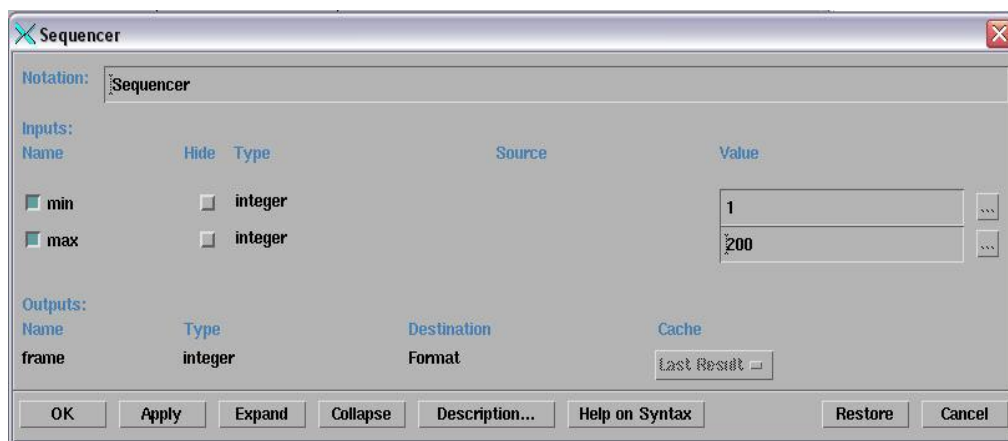 Sequencer
Notation: Sequencer
Inputs:
Name Hide Type Source Value
min integer 1 ...
max integer 200 ...
Outputs:
Name Type Destination Cache
frame integer Format Last Result
OK Apply Expand Collapse Description... Help on Syntax Restore Cancel